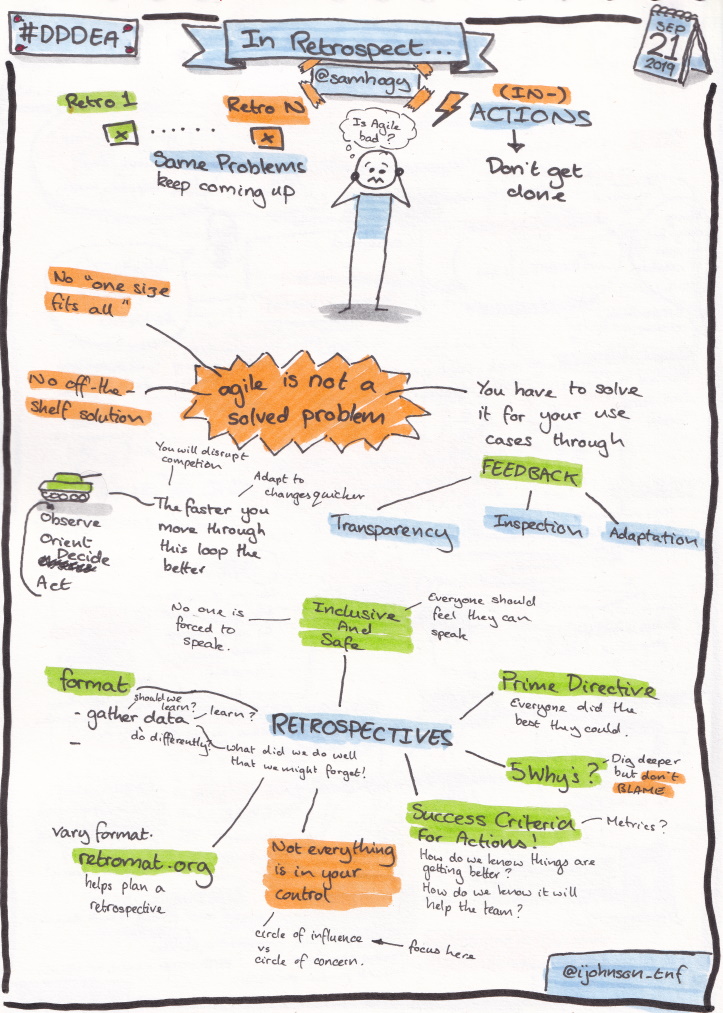 #DDDEA
In Retrospect...
@samhogy
SEP
21
2019
Retro 1
Retro N
x ...... x
Same Problems
keep coming up
Is Agile
bad?
(IN-)
ACTIONS
Don't get
done
No "one size
fits all"
No off-the-
shelf solution
agile is not a
solved problem
You have to solve
it for your use
cases through
FEEDBACK
Transparency
Inspection
Adaptation
You will disrupt
competion
Adapt to
changes quicker
The faster you
move through
this loop the
better
Observe
Orient
Decide
Act
Inclusive
And
Safe
No one is
forced to
speak.
Everyone should
feel they can
speak
RETROSPECTIVES
format
should we
learn?
- gather data
learn?
do differently?
-
what did we do well
that we might forget!
Prime Directive
Everyone did the
best they could.
5 Why's?
Dig deeper
but don't
BLAME
Success Criteria
For Actions!
Metrics?
How do we know things are
getting better?
How do we know it will
help the team?
vary format.
retromat.org
helps plan a
retrospective
Not everything
is in your
control
circle of influence
vs
circle of concern.
focus here
@ijohnson_tnf